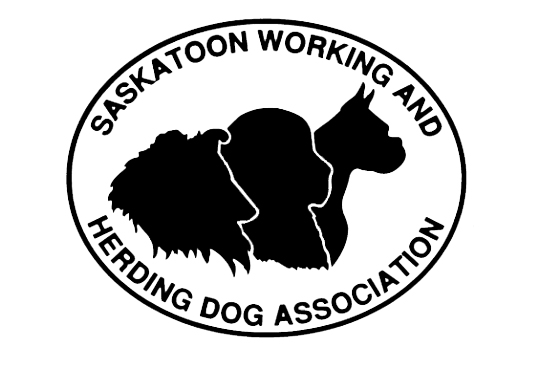 SASKATOON WORKING AND
HERDING DOG ASSOCIATION